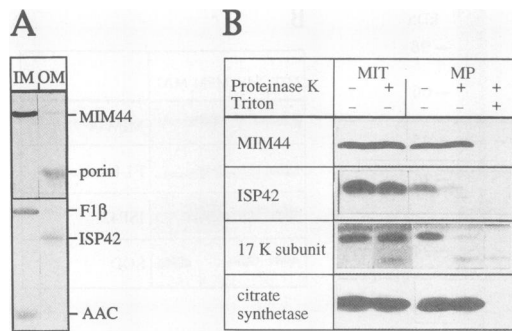 A
IM OM
MIM44
porin
F1β
ISP42
AAC
B
MIT MP
Proteinase K − + − + +
Triton − − − − +
MIM44
ISP42
17 K subunit
citrate
synthetase